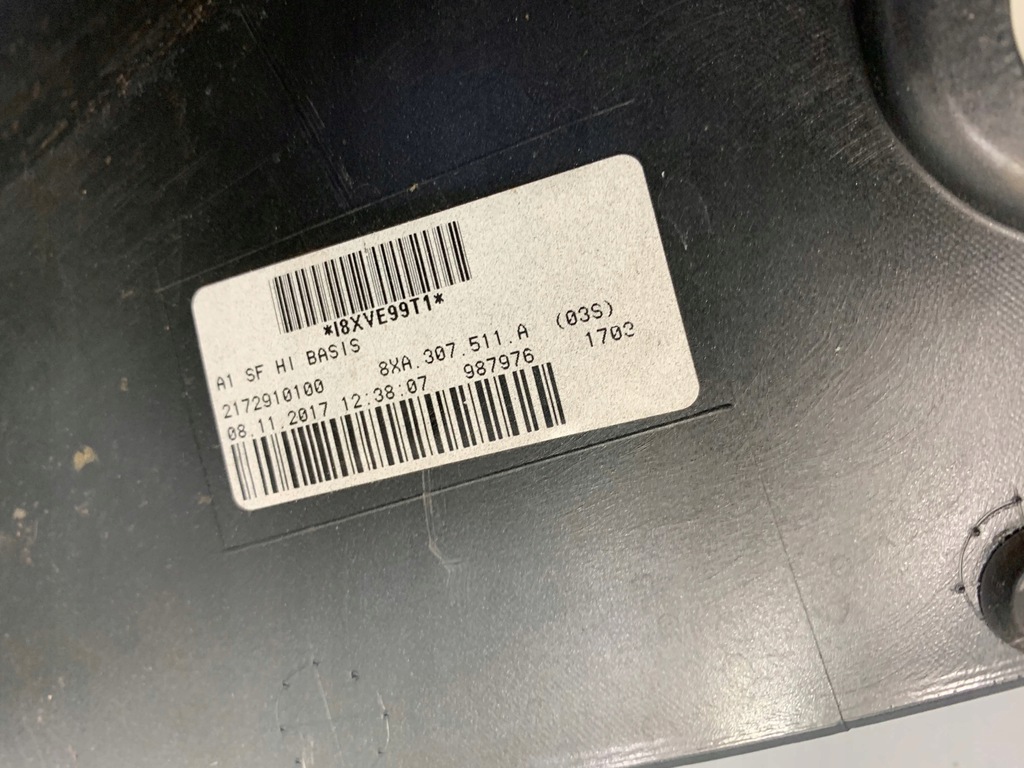 *I8XVE99T1*
A1 SF HI BASIS
2172910100 8XA.307.511.A (03S)
08.11.2017 12:38:07 987976 1703